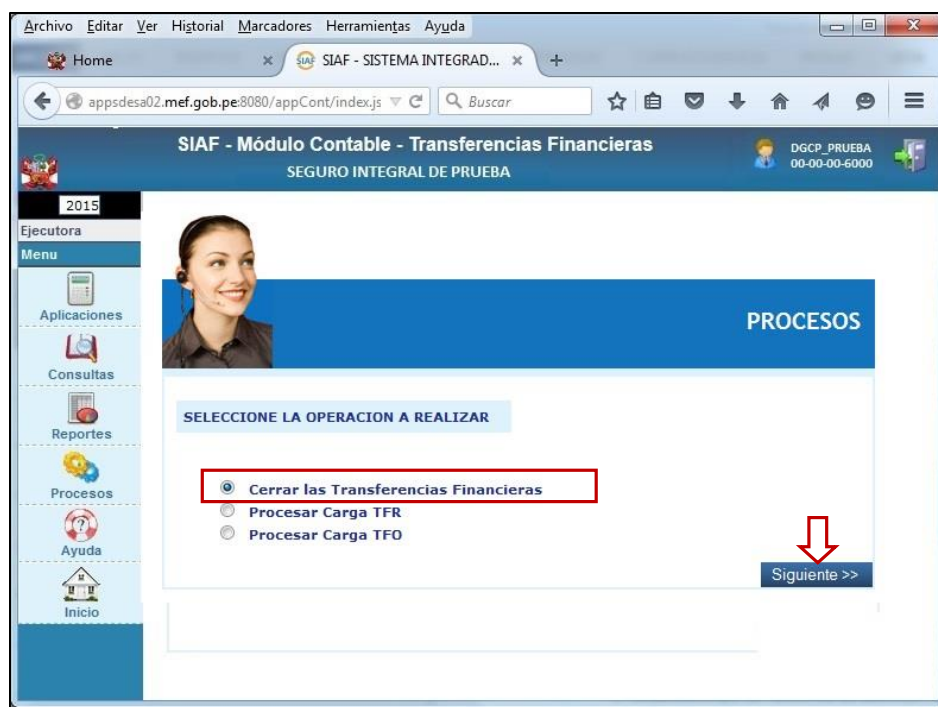 Archivo Editar Ver Historial Marcadores Herramientas Ayuda
Home
SIAF - SISTEMA INTEGRAD...
appsdesa02.mef.gob.pe:8080/appCont/index.js
Buscar
SIAF - Módulo Contable - Transferencias Financieras
SEGURO INTEGRAL DE PRUEBA
DGCP_PRUEBA
00-00-00-6000
2015
Ejecutora
Menu
Aplicaciones
Consultas
Reportes
Procesos
Ayuda
Inicio
PROCESOS
SELECCIONE LA OPERACION A REALIZAR
Cerrar las Transferencias Financieras
Procesar Carga TFR
Procesar Carga TFO
Siguiente >>